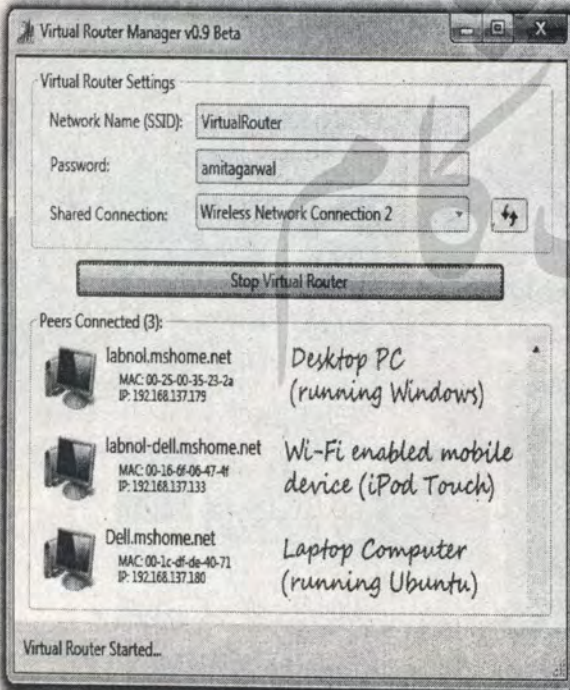 Virtual Router Manager v0.9 Beta
Virtual Router Settings
Network Name (SSID): VirtualRouter
Password: amitagarwal
Shared Connection: Wireless Network Connection 2
Stop Virtual Router
Peers Connected (3):
labnol.mshome.net
MAC: 00-25-00-35-23-2a
IP: 192.168.137.179
Desktop PC
(running Windows)
labnol-dell.mshome.net
MAC: 00-16-6f-06-47-4f
IP: 192.168.137.133
Wi-Fi enabled mobile
device (iPod Touch)
Dell.mshome.net
MAC: 00-1c-df-de-40-71
IP: 192.168.137.180
Laptop Computer
(running Ubuntu)
Virtual Router Started...